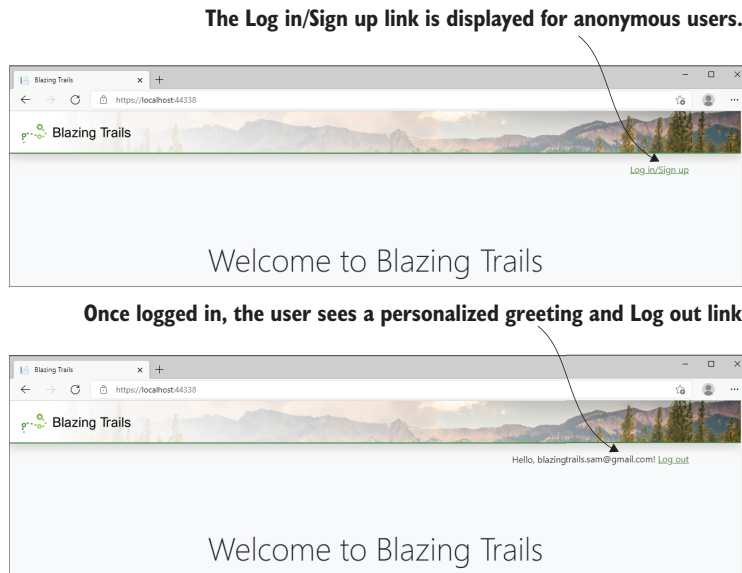 The Log in/Sign up link is displayed for anonymous users.
Blazing Trails
https://localhost:44338
Blazing Trails
Log in/Sign up
Welcome to Blazing Trails
Once logged in, the user sees a personalized greeting and Log out link
Blazing Trails
https://localhost:44338
Blazing Trails
Hello, blazingtrails.sam@gmail.com! Log out
Welcome to Blazing Trails